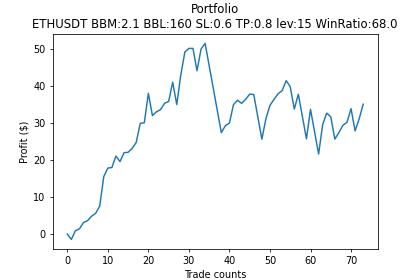 Portfolio
ETHUSDT BBM:2.1 BBL:160 SL:0.6 TP:0.8 lev:15 WinRatio:68.0
50
40
30
20
10
0
Profit ($)
0 10 20 30 40 50 60 70
Trade counts